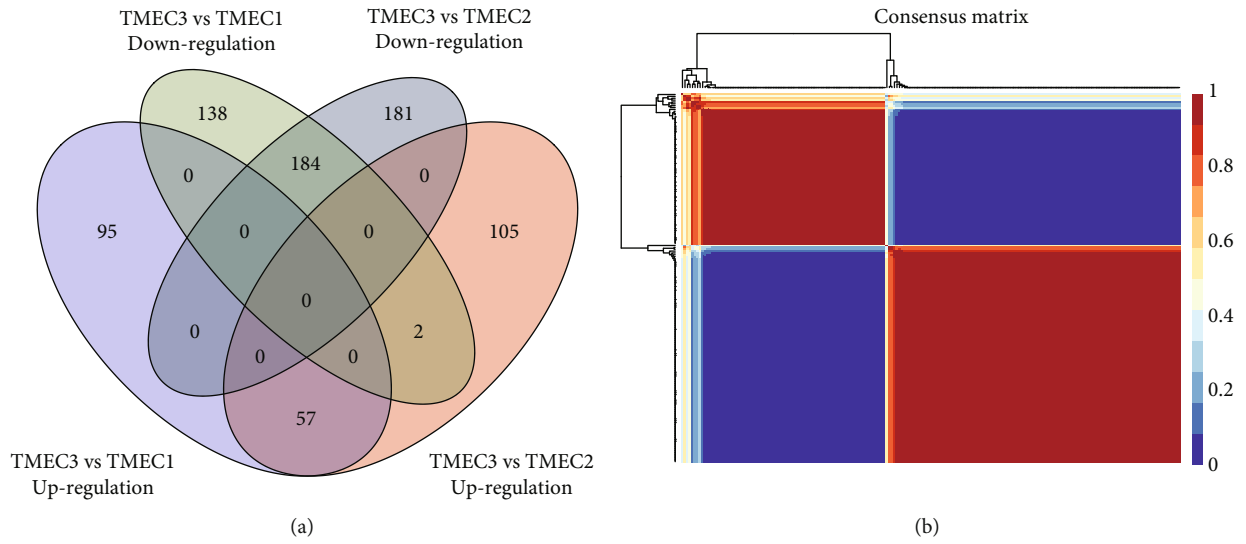 TMEC3 vs TMEC1
Down-regulation
TMEC3 vs TMEC2
Down-regulation
138
181
0
184
0
95
0
0
105
0
0
2
0
0
57
TMEC3 vs TMEC1
Up-regulation
TMEC3 vs TMEC2
Up-regulation
(a)
Consensus matrix
1
0.8
0.6
0.4
0.2
0
(b)